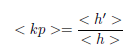 < kp >= < h′ > / < h >